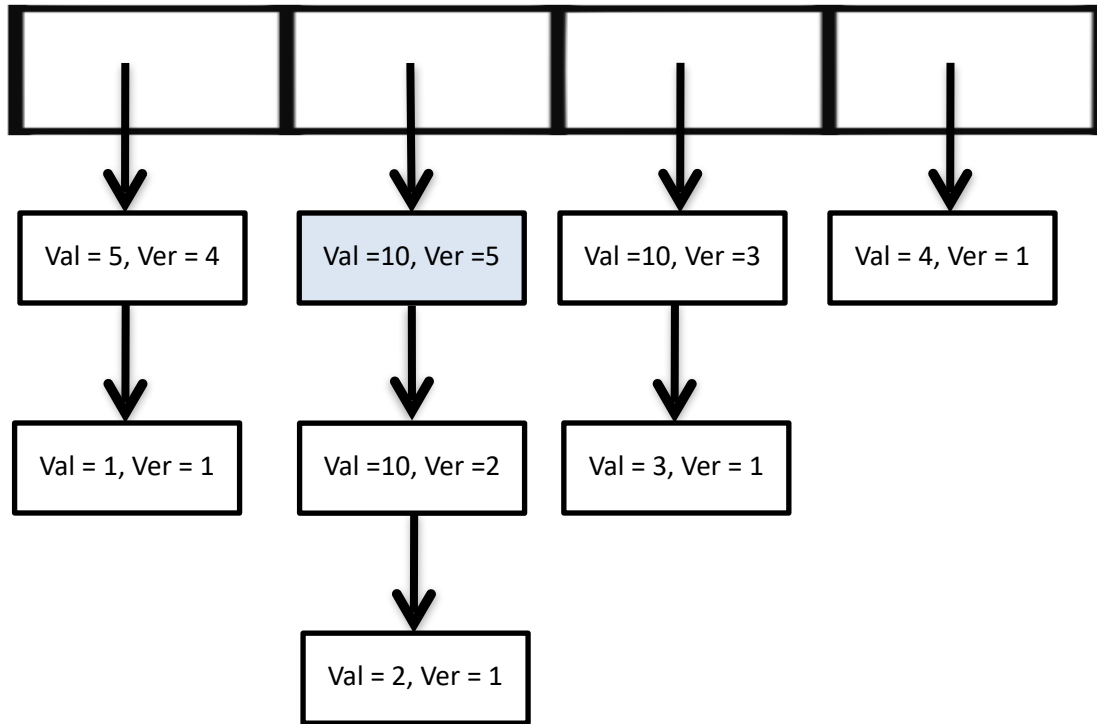 Val = 5, Ver = 4
Val =10, Ver =5
Val =10, Ver =3
Val = 4, Ver = 1
Val = 1, Ver = 1
Val =10, Ver =2
Val = 3, Ver = 1
Val = 2, Ver = 1